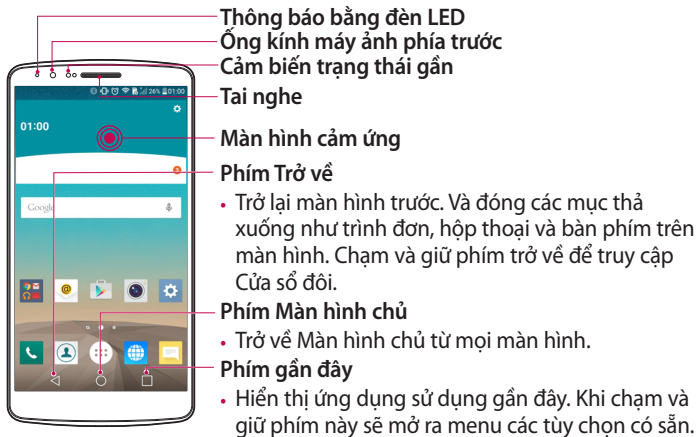 Thông báo bằng đèn LED
Ống kính máy ảnh phía trước
Cảm biến trạng thái gần
Tai nghe
26% 01:00
01:00
Màn hình cảm ứng
Google
Phím Trở về
• Trở lại màn hình trước. Và đóng các mục thả
xuống như trình đơn, hộp thoại và bàn phím trên
màn hình. Chạm và giữ phím trở về để truy cập
Cửa sổ đôi.
Phím Màn hình chủ
• Trở về Màn hình chủ từ mọi màn hình.
Phím gần đây
• Hiển thị ứng dụng sử dụng gần đây. Khi chạm và
giữ phím này sẽ mở ra menu các tùy chọn có sẵn.